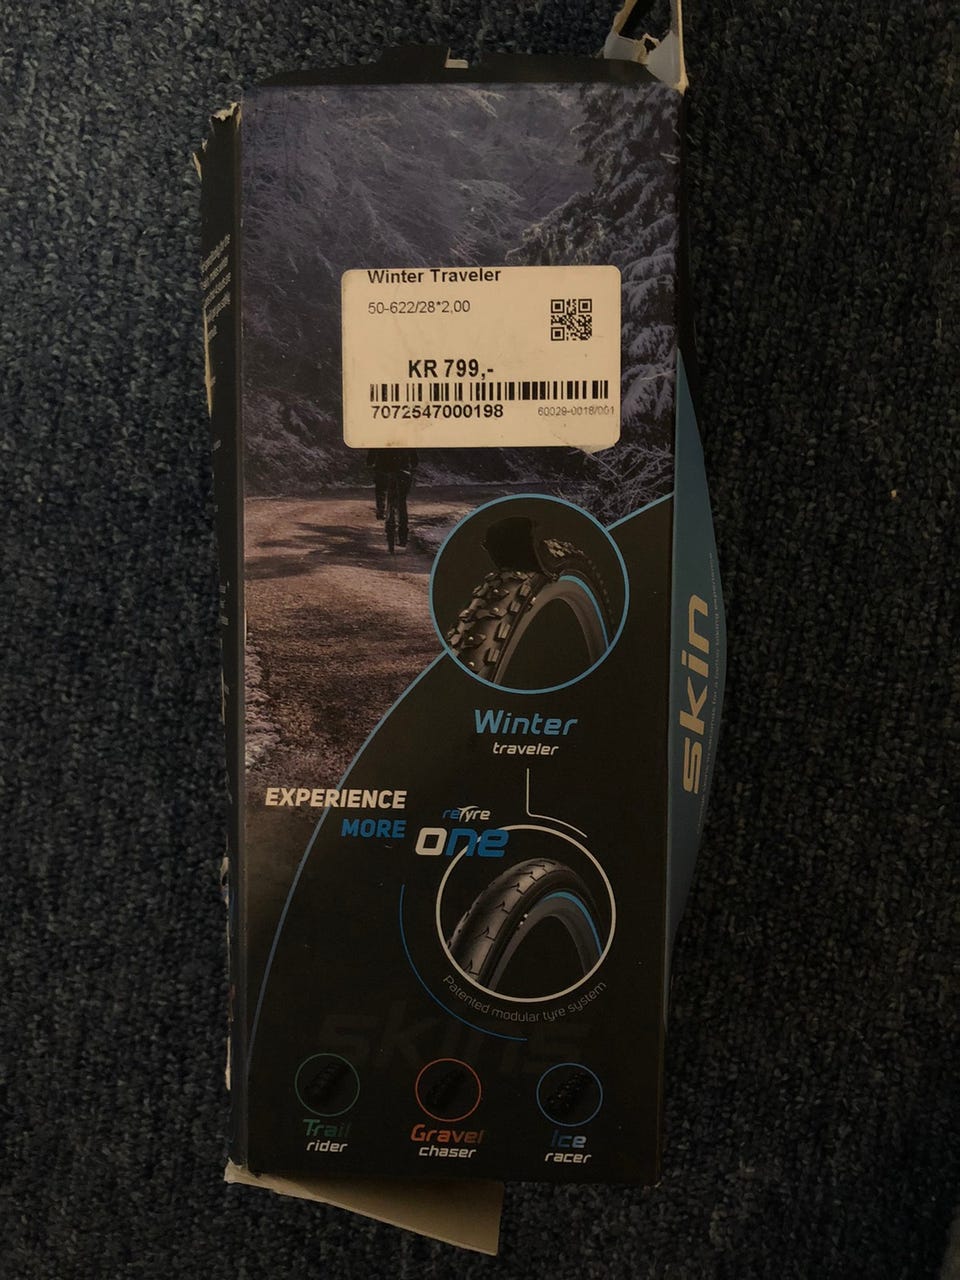 Winter Traveler
50-622/28*2,00
KR 799,-
7072547000198
60029-0018/001
skin
Winter
traveler
EXPERIENCE
MORE
reTyre
one
Patented modular tyre system
skins
Trail
rider
Gravel
chaser
Ice
racer